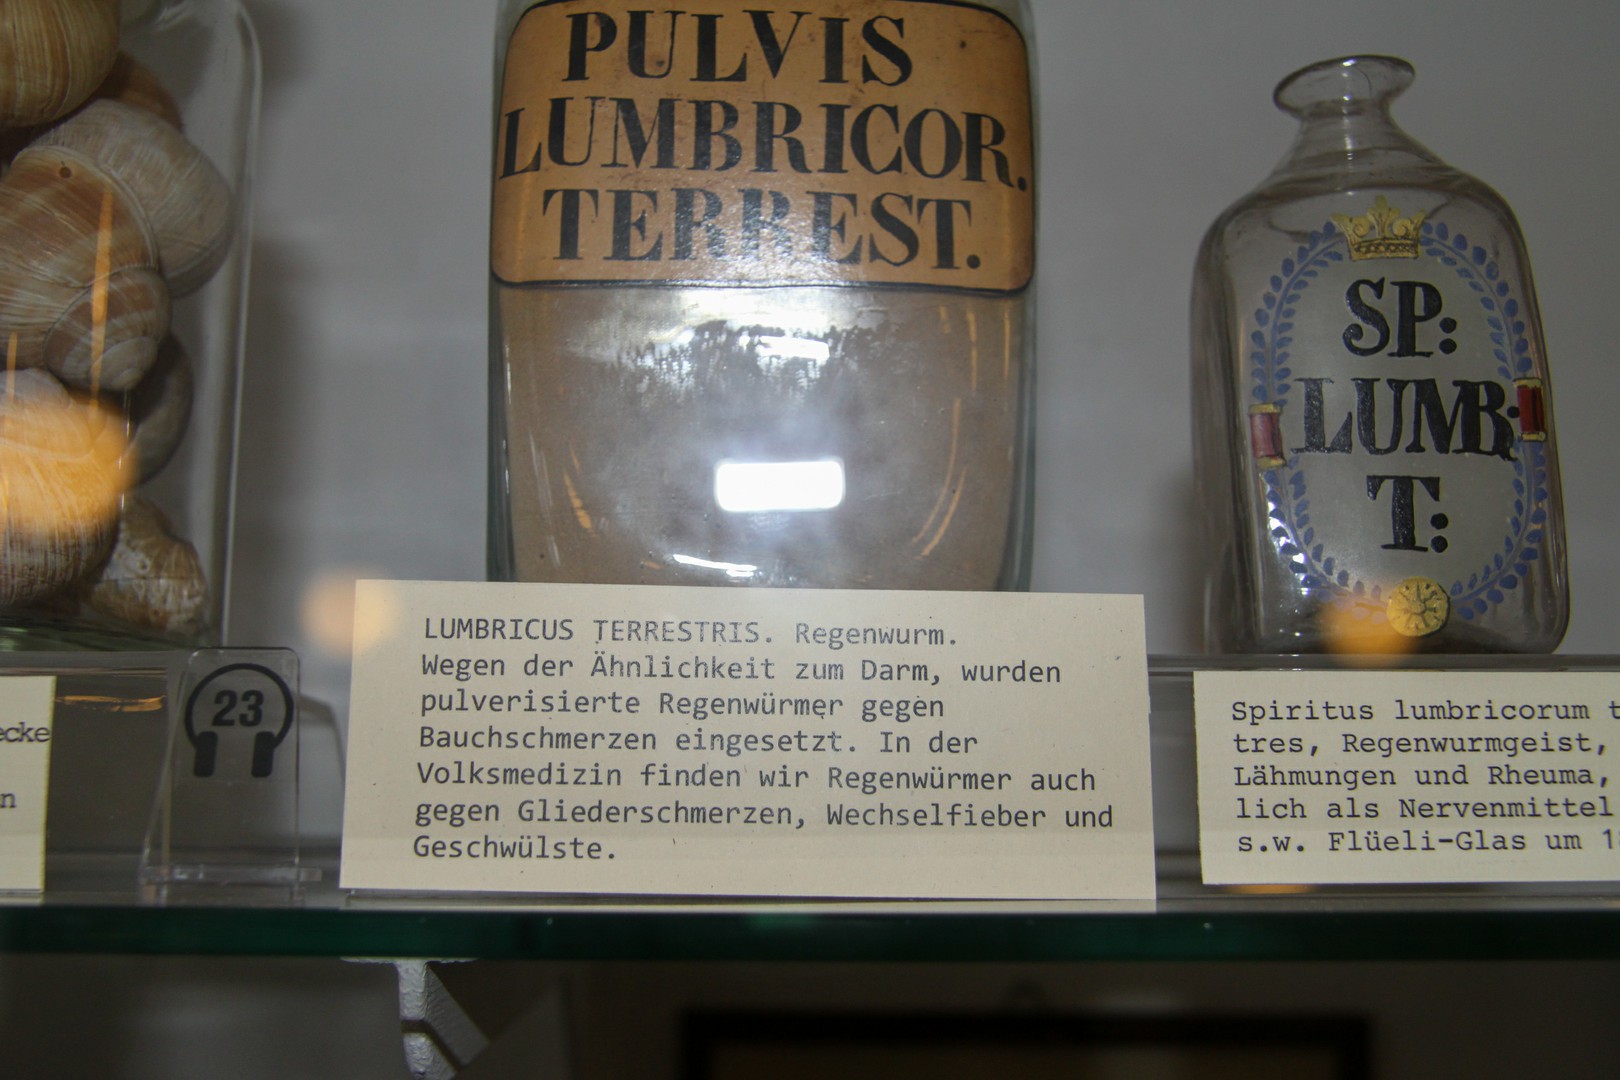 PULVIS
LUMBRICOR.
TERREST.
SP:
LUMB:
T:
23
ecke
n
LUMBRICUS TERRESTRIS. Regenwurm.
Wegen der Ähnlichkeit zum Darm, wurden
pulverisierte Regenwürmer gegen
Bauchschmerzen eingesetzt. In der
Volksmedizin finden wir Regenwürmer auch
gegen Gliederschmerzen, Wechselfieber und
Geschwülste.
Spiritus lumbricorum t
tres, Regenwurmgeist,
Lähmungen und Rheuma,
lich als Nervenmittel
s.w. Flüeli-Glas um